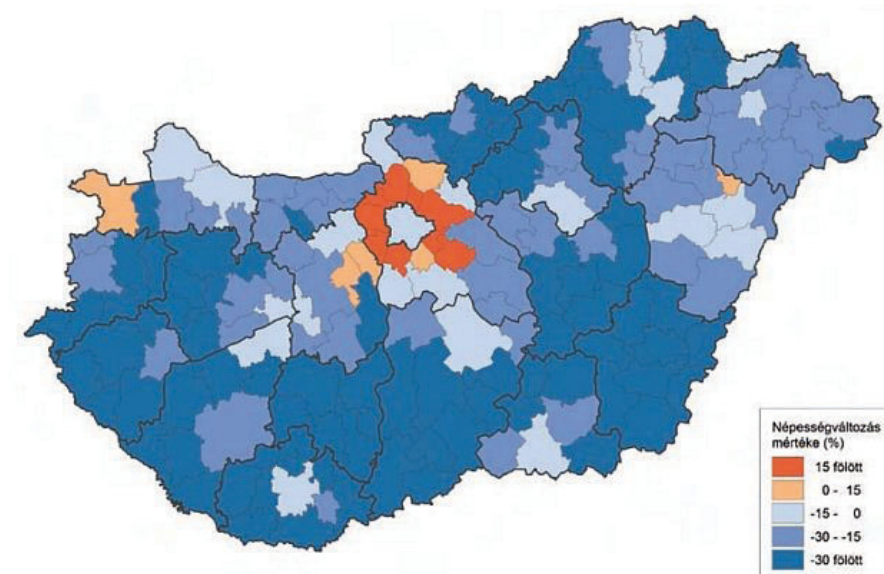 Népességváltozás
mértéke (%)
15 fölött
0 - 15
-15 - 0
-30 - -15
-30 fölött